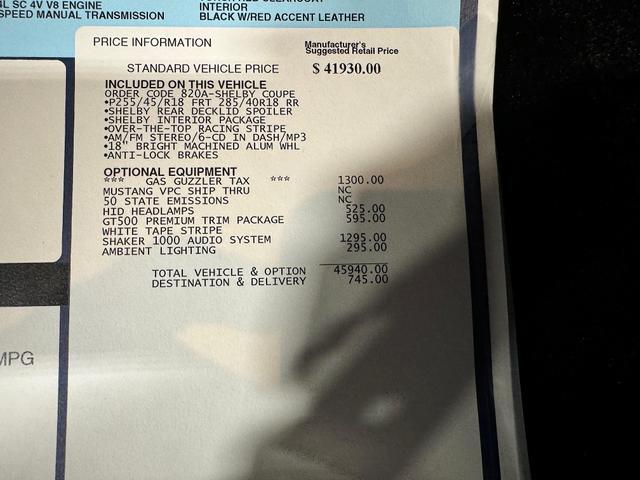 4L SC 4V V8 ENGINE
SPEED MANUAL TRANSMISSION
INTERIOR
BLACK W/RED ACCENT LEATHER
PRICE INFORMATION
Manufacturer's
Suggested Retail Price
STANDARD VEHICLE PRICE $ 41930.00
INCLUDED ON THIS VEHICLE
ORDER CODE 820A-SHELBY COUPE
•P255/45/R18 FRT 285/40R18 RR
•SHELBY REAR DECKLID SPOILER
•SHELBY INTERIOR PACKAGE
•OVER-THE-TOP RACING STRIPE
•AM/FM STEREO/6-CD IN DASH/MP3
•18" BRIGHT MACHINED ALUM WHL
•ANTI-LOCK BRAKES
OPTIONAL EQUIPMENT
*** GAS GUZZLER TAX *** 1300.00
MUSTANG VPC SHIP THRU NC
50 STATE EMISSIONS NC
HID HEADLAMPS 525.00
GT500 PREMIUM TRIM PACKAGE 595.00
WHITE TAPE STRIPE
SHAKER 1000 AUDIO SYSTEM 1295.00
AMBIENT LIGHTING 295.00
TOTAL VEHICLE & OPTION 45940.00
DESTINATION & DELIVERY 745.00
MPG